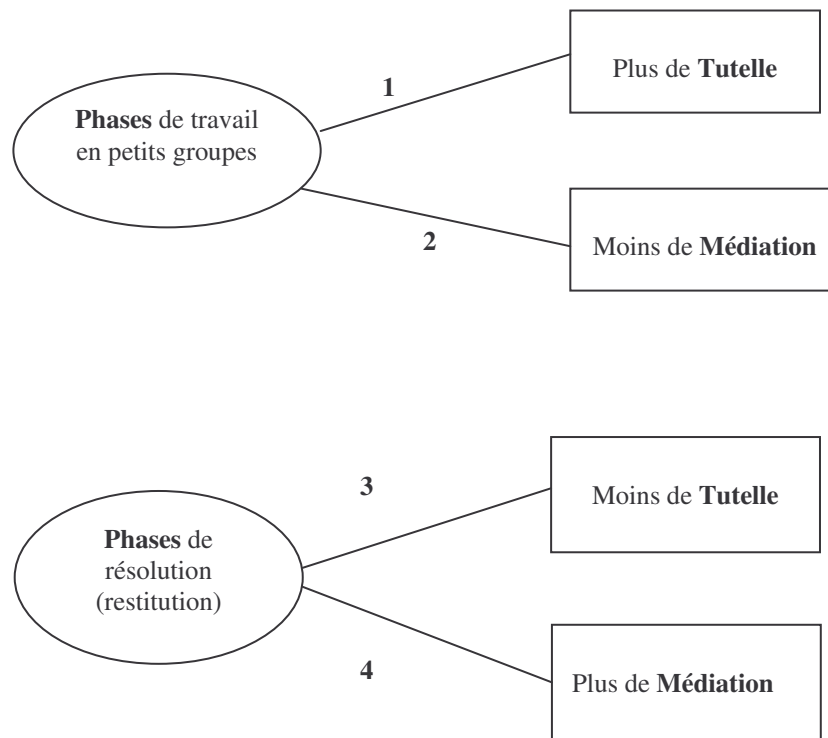 Plus de Tutelle
1
Phases de travail
en petits groupes
2
Moins de Médiation
3
Moins de Tutelle
Phases de
résolution
(restitution)
4
Plus de Médiation